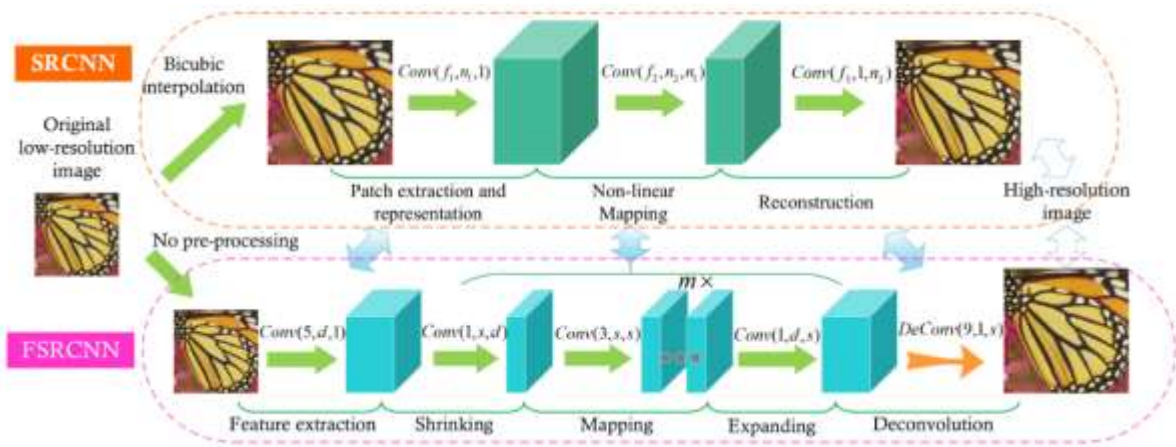 SRCNN
Bicubic
interpolation
Original
low-resolution
image
Conv(f₁,n₁,1)
Conv(f₂,n₂,n₁)
Conv(f₃,1,n₂)
Patch extraction and
representation
Non-linear
Mapping
Reconstruction
High-resolution
image
No pre-processing
m×
FSRCNN
Conv(5,d,1)
Conv(1,s,d)
Conv(3,s,s)
Conv(1,d,s)
DeConv(9,1,s)
Feature extraction
Shrinking
Mapping
Expanding
Deconvolution